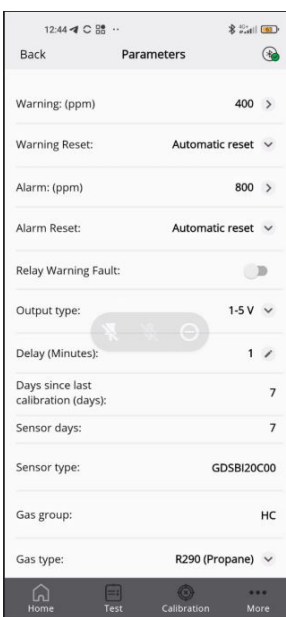 12:44
Back Parameters
Warning: (ppm) 400
Warning Reset: Automatic reset
Alarm: (ppm) 800
Alarm Reset: Automatic reset
Relay Warning Fault:
Output type: 1-5 V
Delay (Minutes): 1
Days since last
calibration (days): 7
Sensor days: 7
Sensor type: GDSBI20C00
Gas group: HC
Gas type: R290 (Propane)
Home Test Calibration More